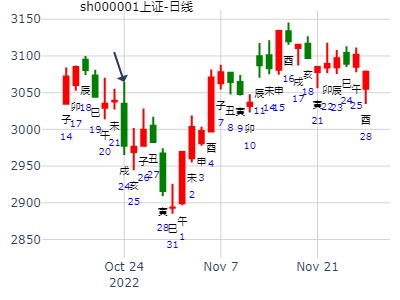 sh000001上证-日线
3150
3100
3050
3000
2950
2900
2850
子
14
卯
17
辰
18
巳
19
午
20
未
21
戌
24
亥
25
子
26
丑
27
寅
28
巳
31
午
1
未
2
申
3
酉
4
子
7
丑
8
寅
9
卯
10
辰
11
未
14
申
15
酉
16
戌
17
亥
18
寅
21
卯
22
辰
23
巳
24
午
25
酉
28
Oct 24
2022
Nov 7
Nov 21